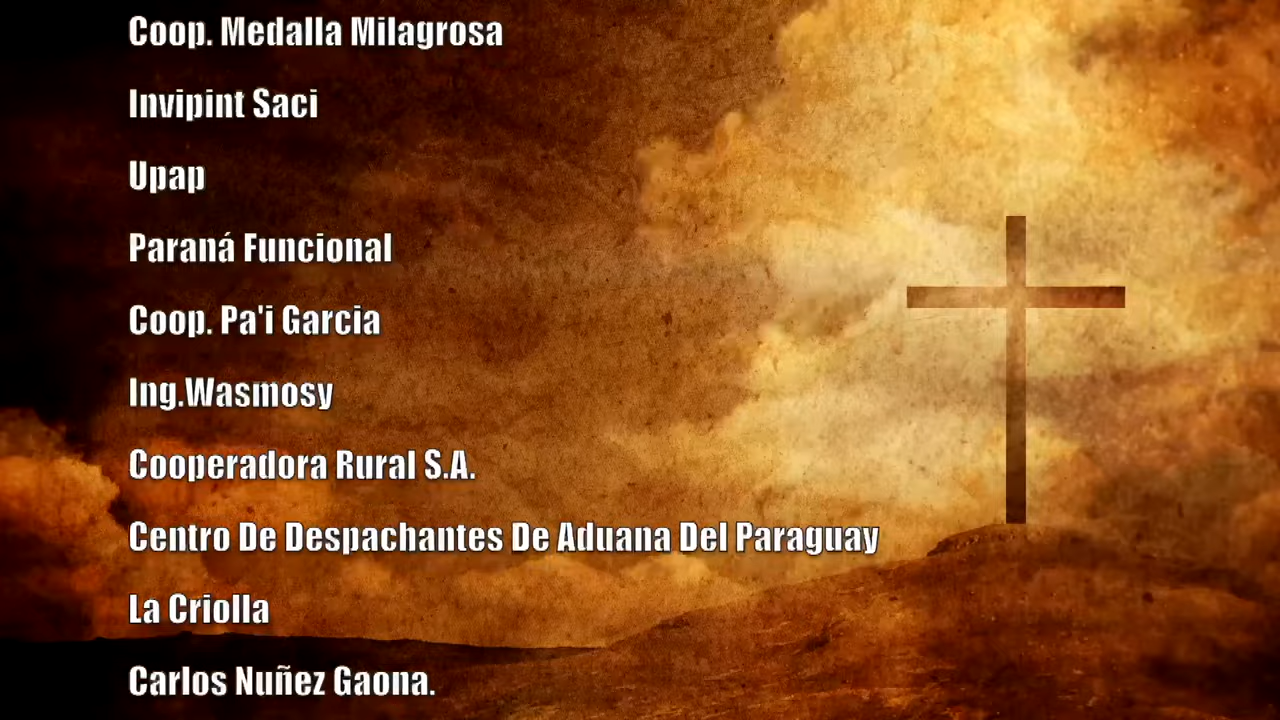 Coop. Medalla Milagrosa
Invipint Saci
Upap
Paraná Funcional
Coop. Pa'i Garcia
Ing.Wasmosy
Cooperadora Rural S.A.
Centro De Despachantes De Aduana Del Paraguay
La Criolla
Carlos Nuñez Gaona.